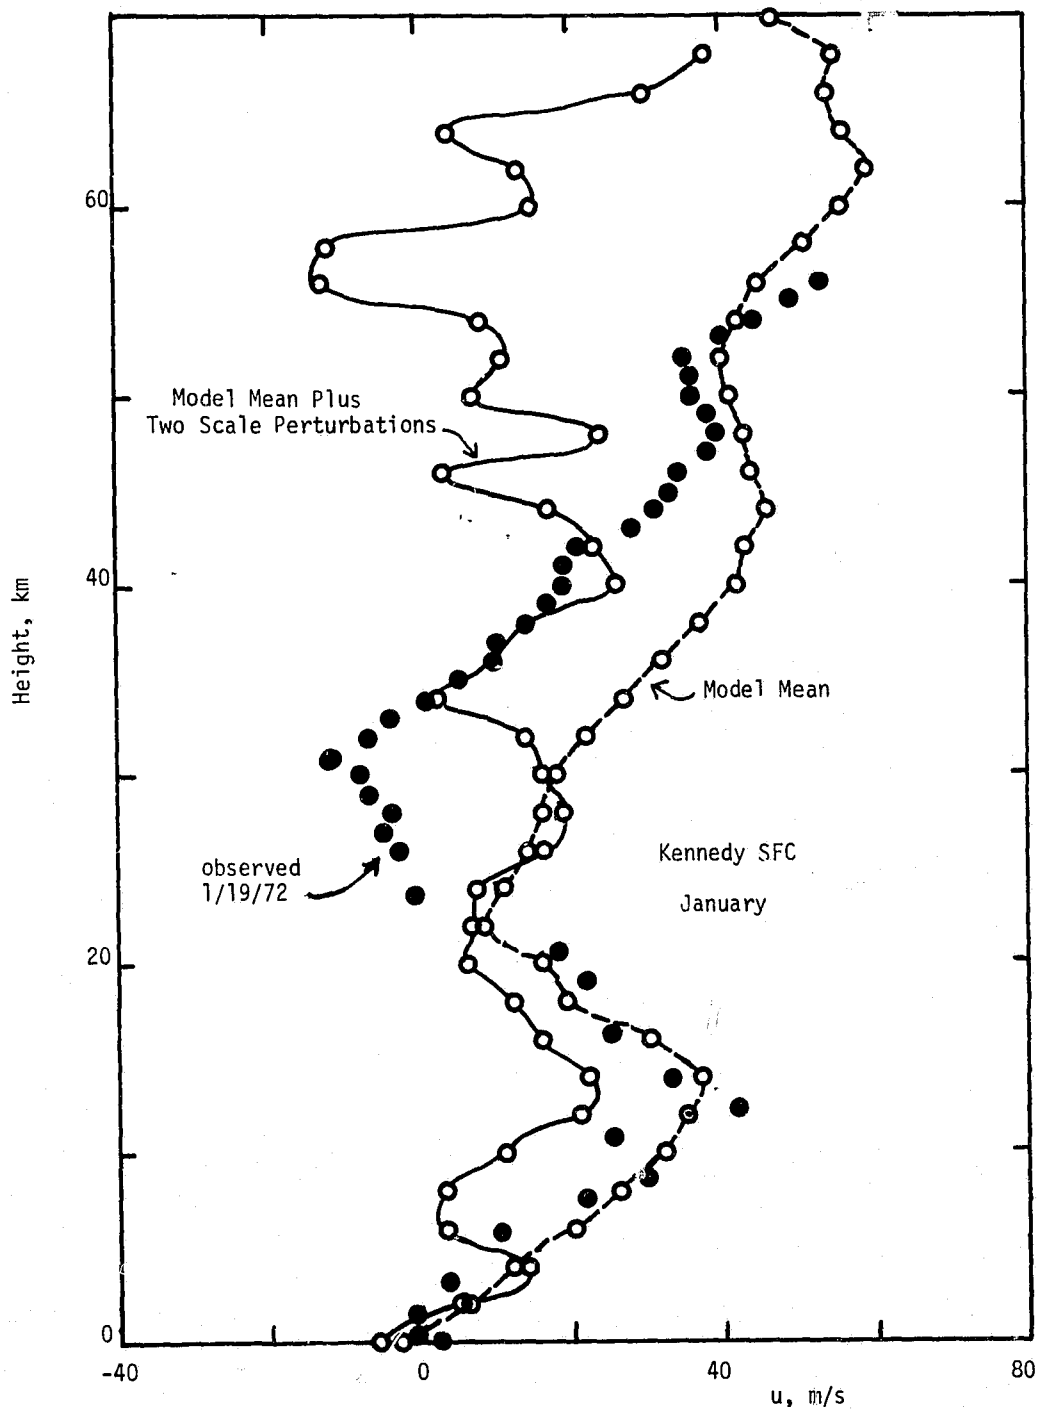 60
Model Mean Plus
Two Scale Perturbations
40
Height, km
Model Mean
Kennedy SFC
observed
1/19/72
January
20
0
-40
0
40
80
u, m/s